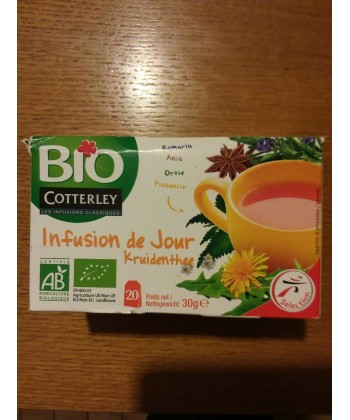 BIO
COTTERLEY
LES INFUSIONS CLASSIQUES
Romarin
Anis
Ortie
Pissenlit
Infusion de Jour
Kruidenthee
CERTIFIÉ
AB
AGRICULTURE
BIOLOGIQUE
FR-BIO-01
Agriculture UE/Non UE
EU/Niet-EU Landbouw
20
Poids net/
Nettogewicht: 30g e
Sélection